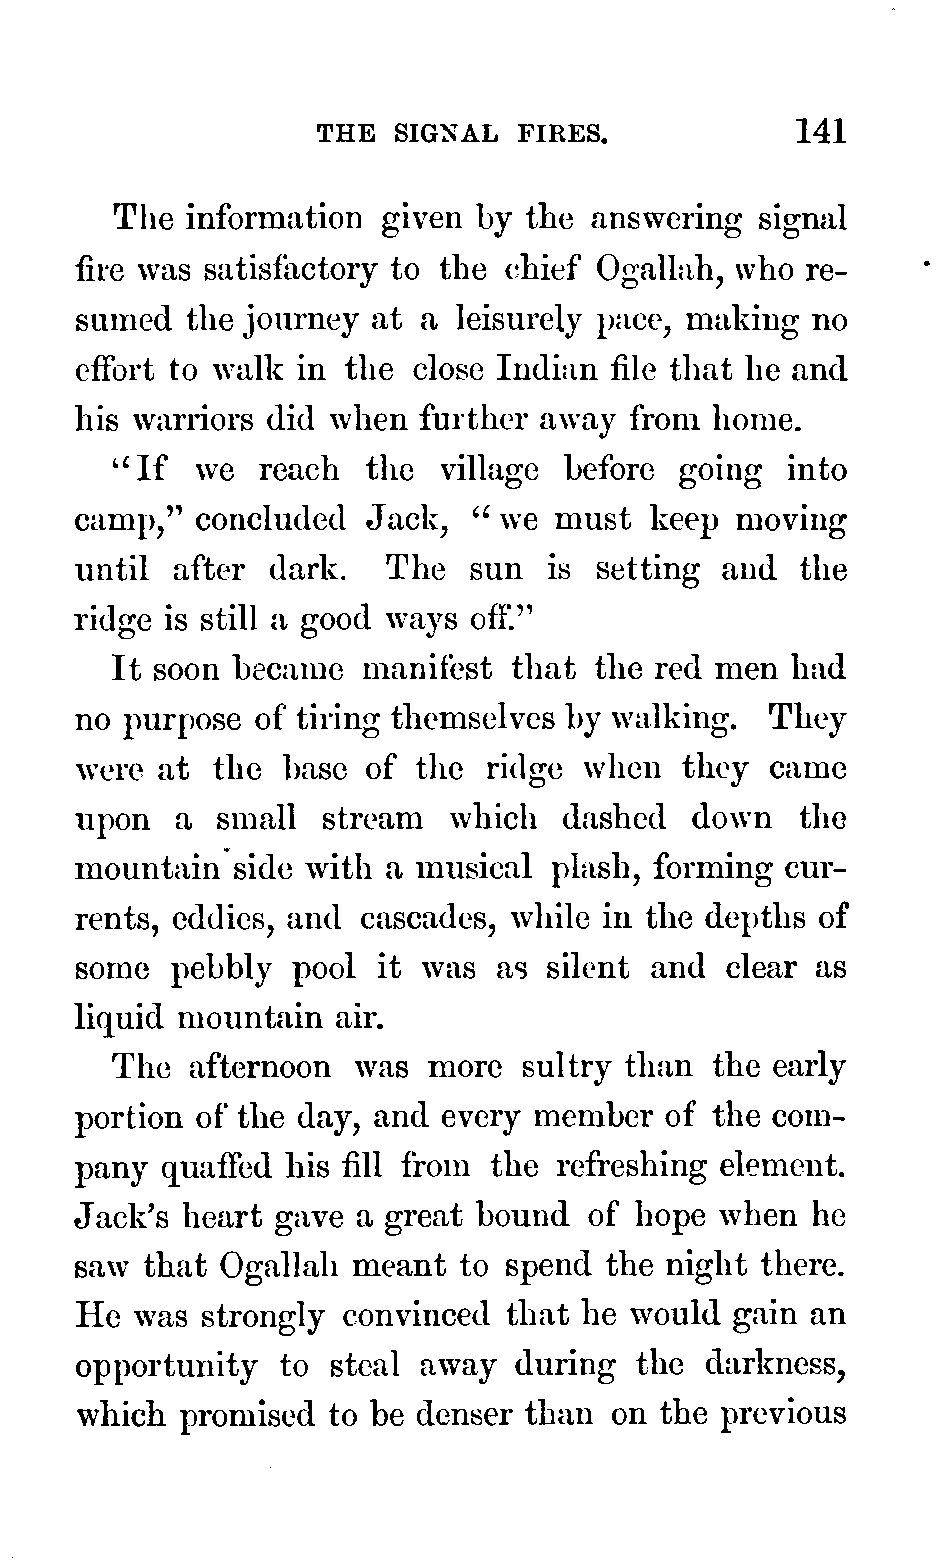 THE SIGNAL FIRES. 141
The information given by the answering signal
fire was satisfactory to the chief Ogallah, who re-
sumed the journey at a leisurely pace, making no
effort to walk in the close Indian file that he and
his warriors did when further away from home.
"If we reach the village before going into
camp," concluded Jack, "we must keep moving
until after dark. The sun is setting and the
ridge is still a good ways off."
It soon became manifest that the red men had
no purpose of tiring themselves by walking. They
were at the base of the ridge when they came
upon a small stream which dashed down the
mountain side with a musical plash, forming cur-
rents, eddies, and cascades, while in the depths of
some pebbly pool it was as silent and clear as
liquid mountain air.
The afternoon was more sultry than the early
portion of the day, and every member of the com-
pany quaffed his fill from the refreshing element.
Jack's heart gave a great bound of hope when he
saw that Ogallah meant to spend the night there.
He was strongly convinced that he would gain an
opportunity to steal away during the darkness,
which promised to be denser than on the previous